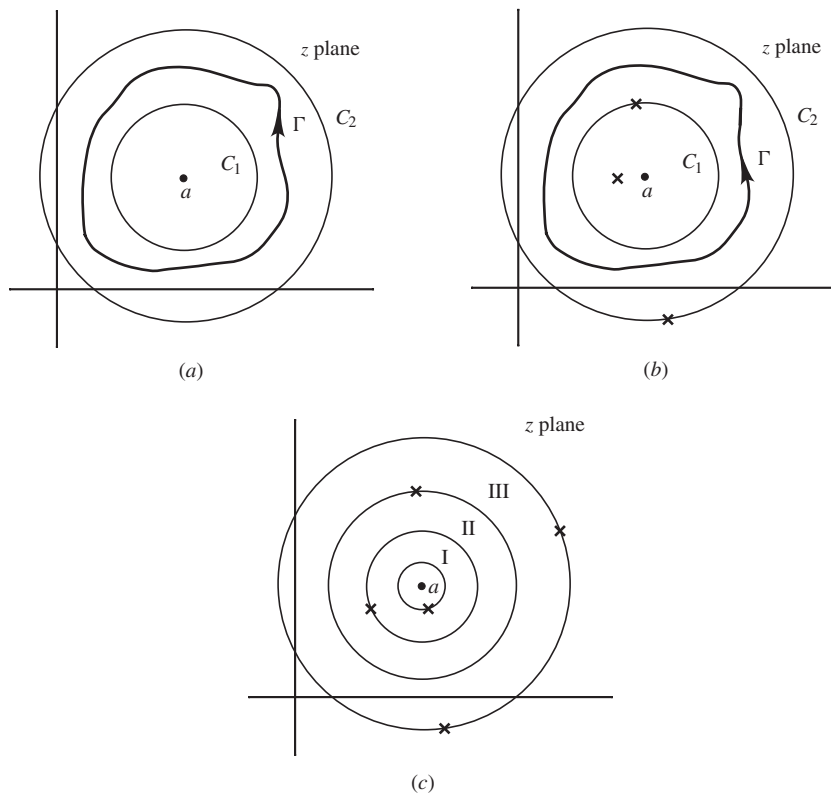 z plane
C₂
Γ
C₁
a
(a)
z plane
C₂
Γ
C₁
a
(b)
z plane
III
II
I
a
(c)